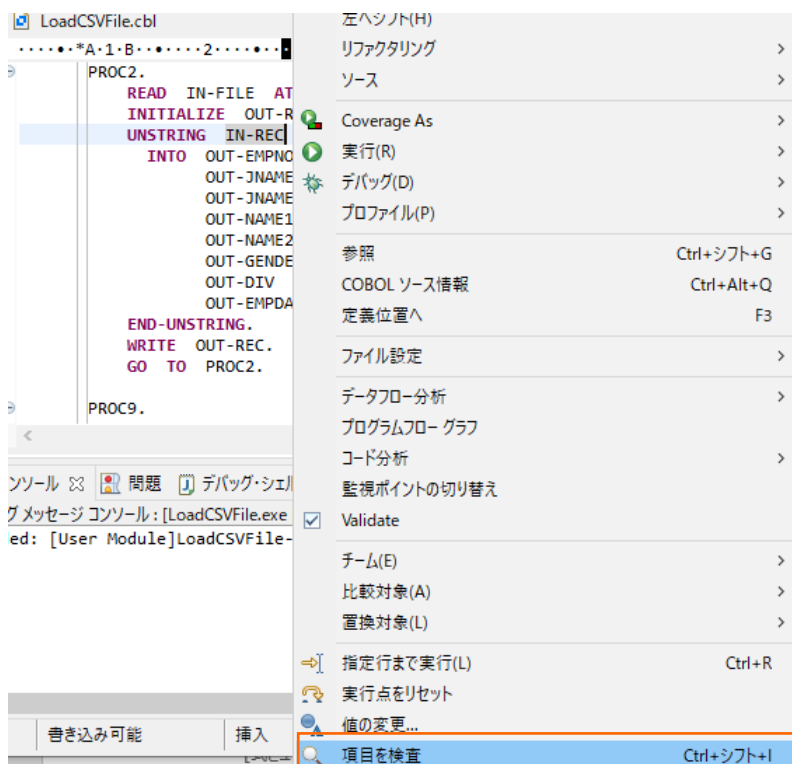 LoadCSVFile.cbl
····•·*A·1·B··•····2····•··
PROC2.
READ IN-FILE AT
INITIALIZE OUT-R
UNSTRING IN-REC
INTO OUT-EMPNO
OUT-JNAME
OUT-JNAME
OUT-NAME1
OUT-NAME2
OUT-GENDE
OUT-DIV
OUT-EMPDA
END-UNSTRING.
WRITE OUT-REC.
GO TO PROC2.
PROC9.
ンソール 問題 デバッグ・シェル
グ メッセージ コンソール : [LoadCSVFile.exe
ed: [User Module]LoadCSVFile-
書き込み可能 挿入
左へシフト(H)
リファクタリング >
ソース >
Coverage As >
実行(R) >
デバッグ(D) >
プロファイル(P) >
参照 Ctrl+シフト+G
COBOL ソース情報 Ctrl+Alt+Q
定義位置へ F3
ファイル設定 >
データフロー分析 >
プログラムフロー グラフ
コード分析 >
監視ポイントの切り替え
Validate
チーム(E) >
比較対象(A) >
置換対象(L) >
指定行まで実行(L) Ctrl+R
実行点をリセット
値の変更...
項目を検査 Ctrl+シフト+I